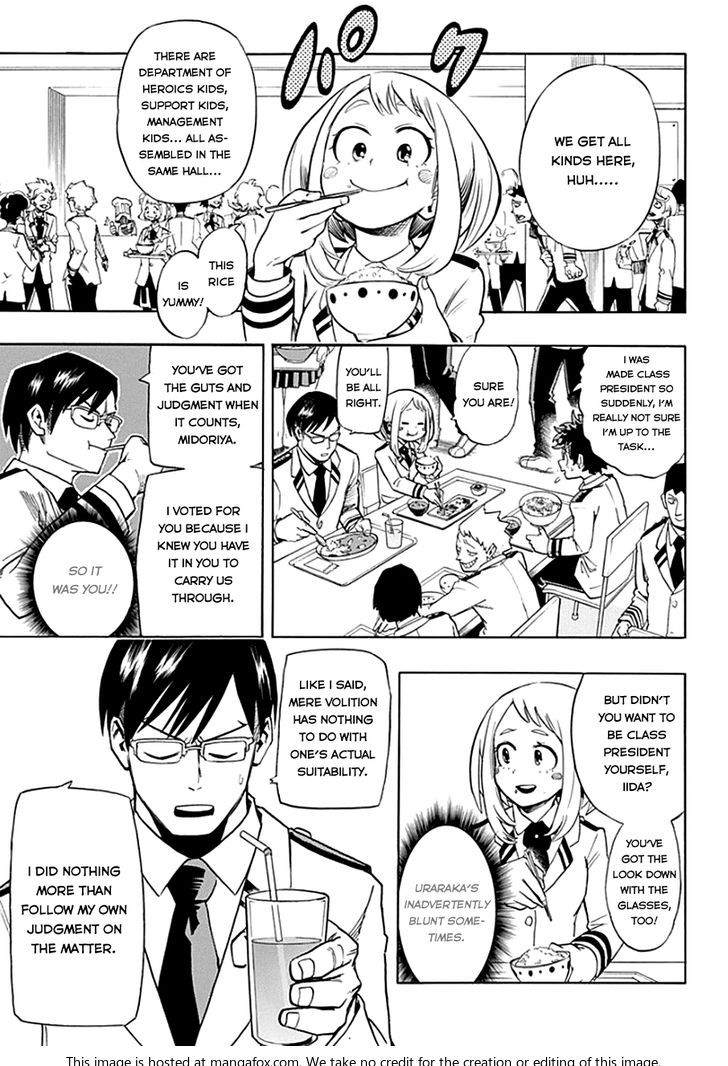 パク
WE GET ALL
KINDS HERE,
HUH.....
THERE ARE
DEPARTMENT OF
HEROICS KIDS,
SUPPORT KIDS,
MANAGEMENT
KIDS... ALL AS-
SEMBLED IN THE
SAME HALL...
THIS
RICE
IS
YUMMY!
I WAS
MADE CLASS
PRESIDENT SO
SUDDENLY, I'M
REALLY NOT SURE
I'M UP TO THE
TASK...
SURE
YOU ARE!
YOU'LL
BE ALL
RIGHT.
YOU'VE GOT
THE GUTS AND
JUDGMENT WHEN
IT COUNTS,
MIDORIYA.
I VOTED FOR
YOU BECAUSE I
KNEW YOU HAVE
IT IN YOU TO
CARRY US
THROUGH.
SO IT
WAS YOU!!
BUT DIDN'T
YOU WANT TO
BE CLASS
PRESIDENT
YOURSELF,
IIDA?
YOU'VE
GOT THE
LOOK DOWN
WITH THE
GLASSES,
TOO!
URARAKA'S
INADVERTENTLY
BLUNT SOME-
TIMES.
LIKE I SAID,
MERE VOLITION
HAS NOTHING
TO DO WITH
ONE'S ACTUAL
SUITABILITY.
I DID NOTHING
MORE THAN
FOLLOW MY OWN
JUDGMENT ON
THE MATTER.
This image is hosted at mangafox.com. We take no credit for the creation or editing of this image.